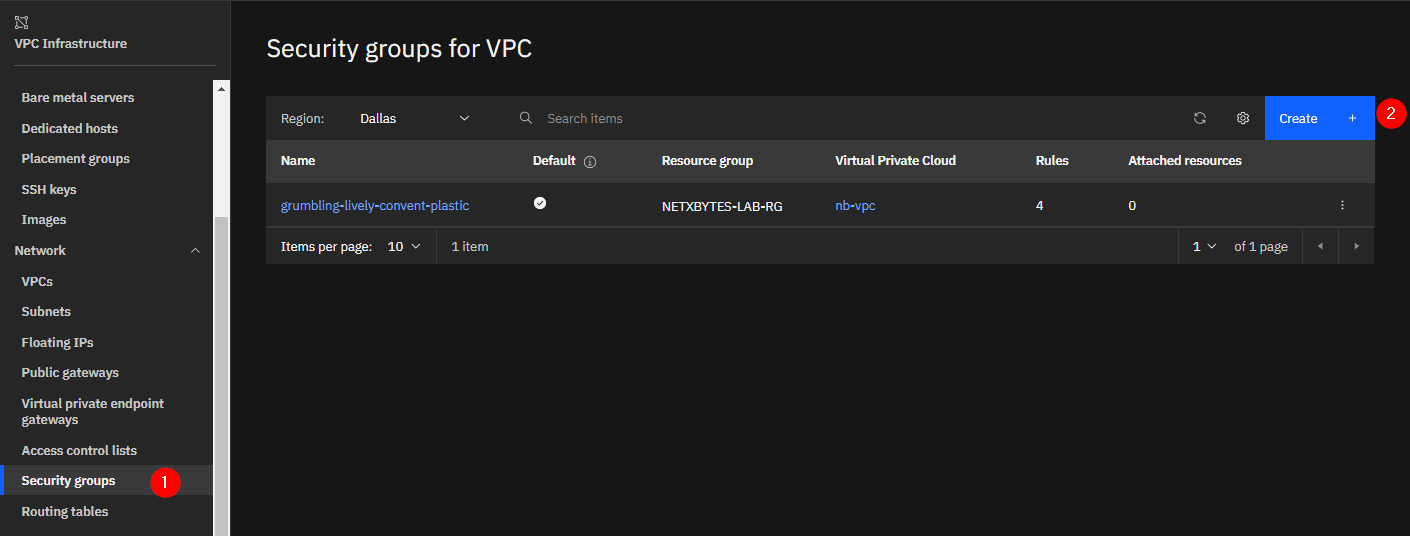 VPC Infrastructure
Bare metal servers
Dedicated hosts
Placement groups
SSH keys
Images
Network
VPCs
Subnets
Floating IPs
Public gateways
Virtual private endpoint
gateways
Access control lists
Security groups 1
Routing tables
Security groups for VPC
Region: Dallas Search items Create + 2
Name Default Resource group Virtual Private Cloud Rules Attached resources
grumbling-lively-convent-plastic NETXBYTES-LAB-RG nb-vpc 4 0
Items per page: 10 1 item 1 of 1 page